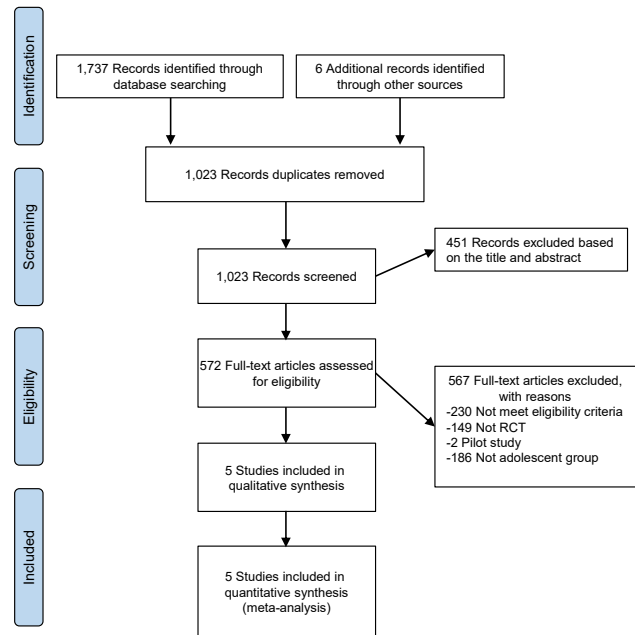 Identification
1,737 Records identified through
database searching
6 Additional records identified
through other sources
1,023 Records duplicates removed
Screening
1,023 Records screened
451 Records excluded based
on the title and abstract
Eligibility
572 Full-text articles assessed
for eligibility
567 Full-text articles excluded,
with reasons
-230 Not meet eligibility criteria
-149 Not RCT
-2 Pilot study
-186 Not adolescent group
5 Studies included in
qualitative synthesis
Included
5 Studies included in
quantitative synthesis
(meta-analysis)